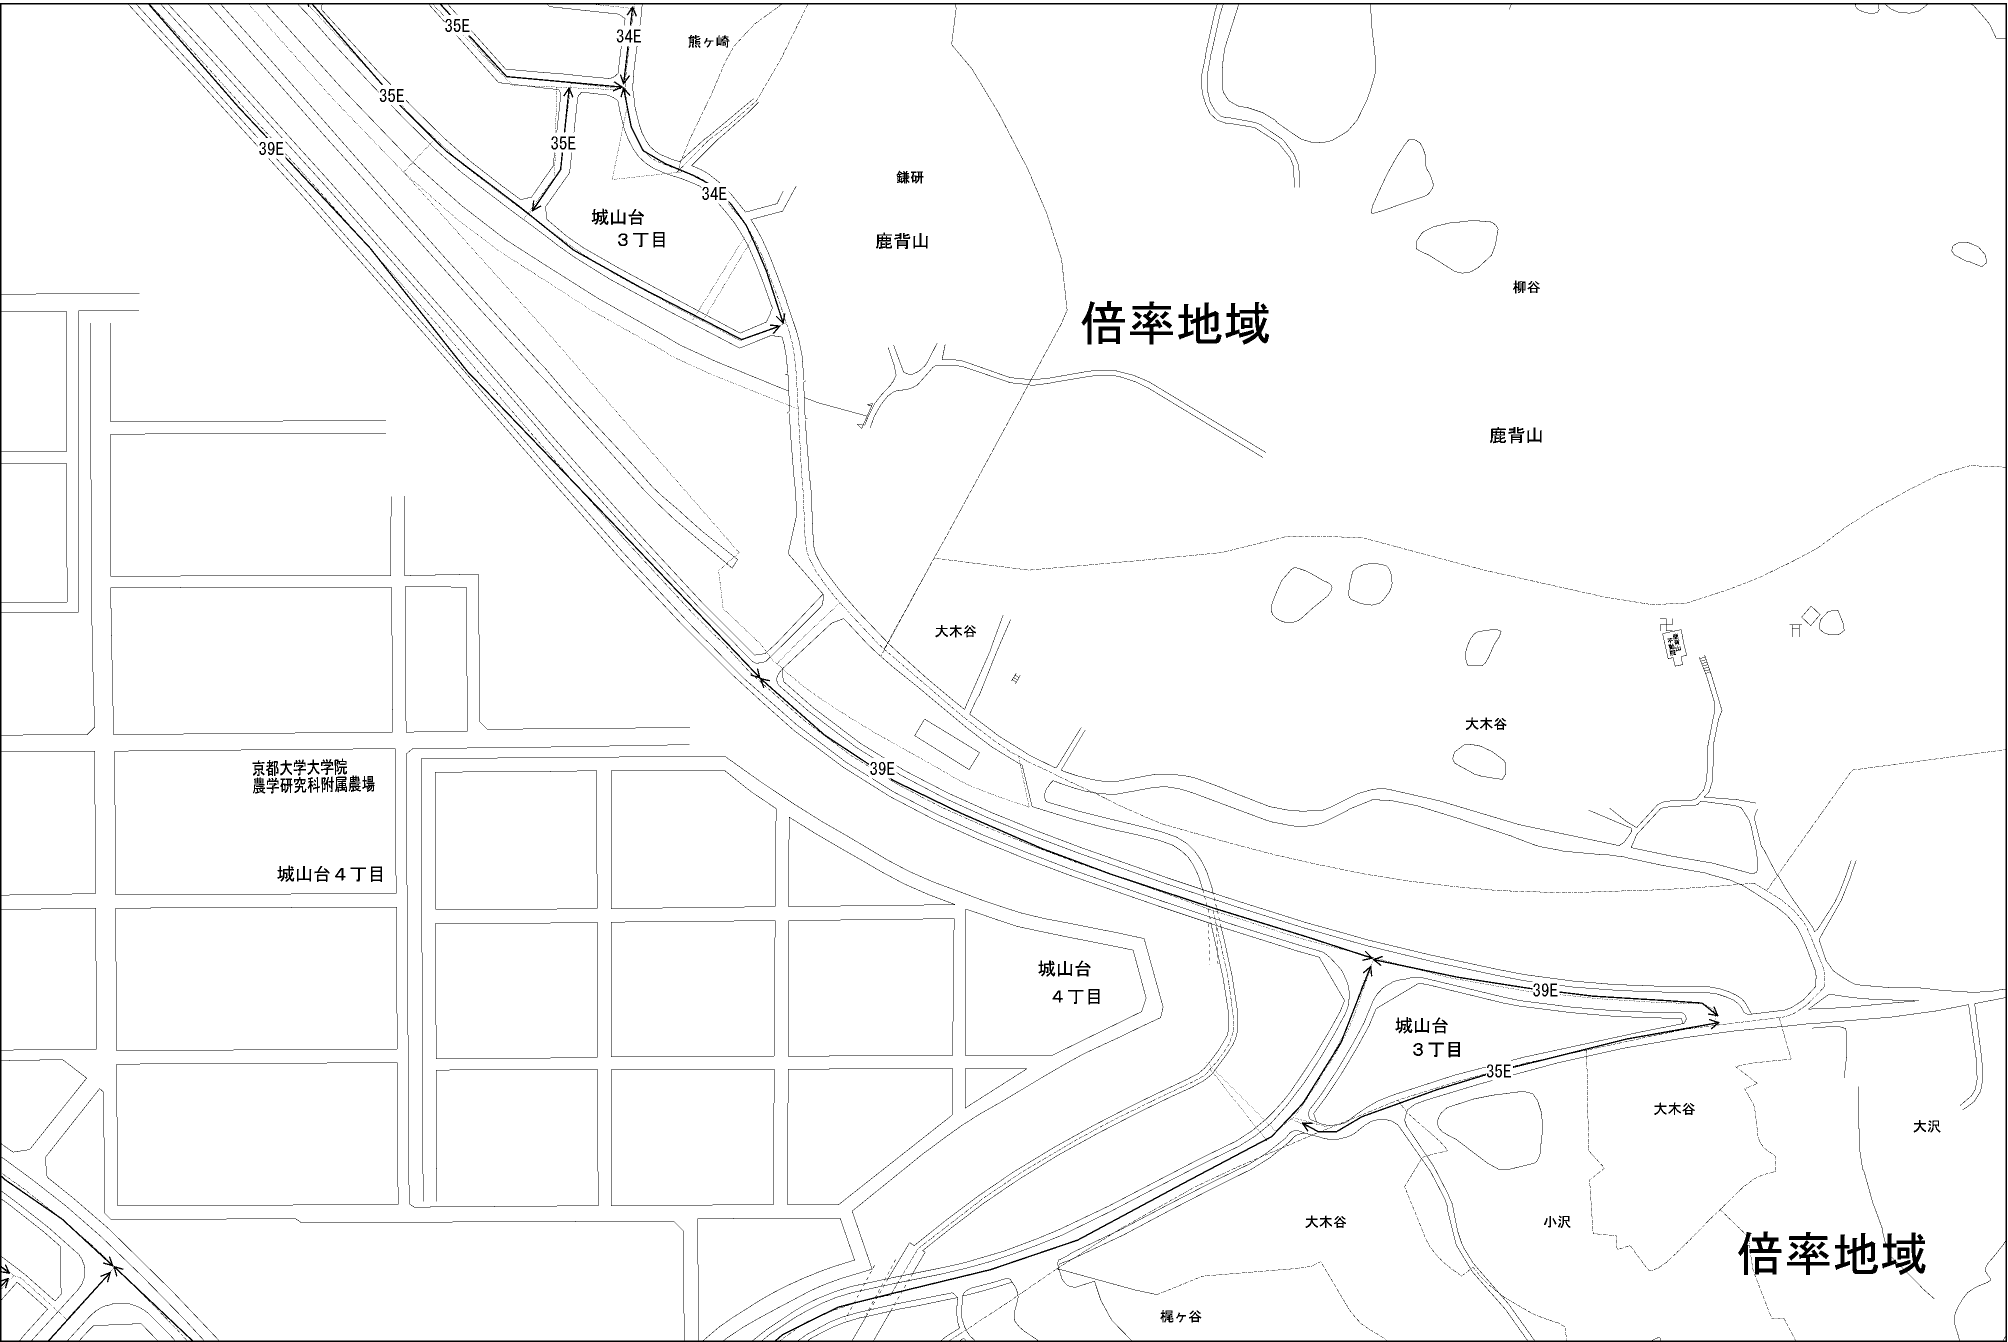 35E
34E
熊ヶ崎
35E
39E
35E
34E
鎌研
城山台
３丁目
鹿背山
柳谷
倍率地域
鹿背山
大木谷
大木谷
39E
京都大学大学院
農学研究科附属農場
城山台４丁目
城山台
４丁目
39E
城山台
３丁目
35E
大木谷
大沢
大木谷
小沢
倍率地域
梶ヶ谷